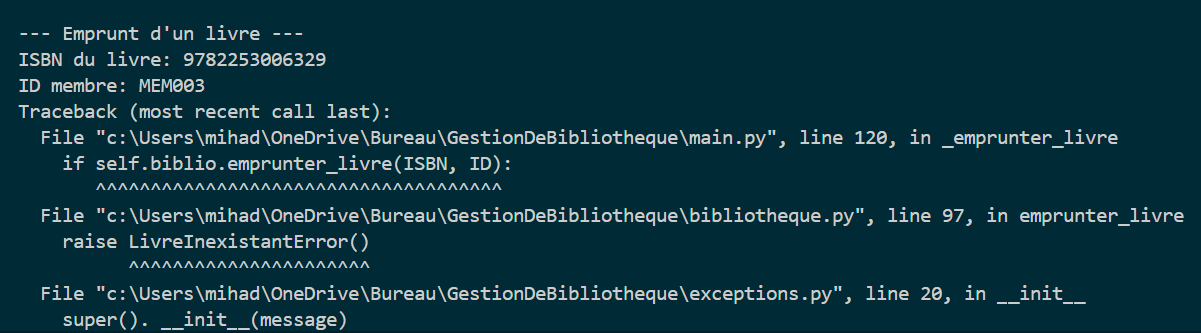 --- Emprunt d'un livre ---
ISBN du livre: 9782253006329
ID membre: MEM003
Traceback (most recent call last):
  File "c:\Users\mihad\OneDrive\Bureau\GestionDeBibliotheque\main.py", line 120, in _emprunter_livre
    if self.biblio.emprunter_livre(ISBN, ID):
       ^^^^^^^^^^^^^^^^^^^^^^^^^^^^^^^^^^^^^
  File "c:\Users\mihad\OneDrive\Bureau\GestionDeBibliotheque\bibliotheque.py", line 97, in emprunter_livre
    raise LivreInexistantError()
          ^^^^^^^^^^^^^^^^^^^^^^
  File "c:\Users\mihad\OneDrive\Bureau\GestionDeBibliotheque\exceptions.py", line 20, in __init__
    super(). __init__(message)